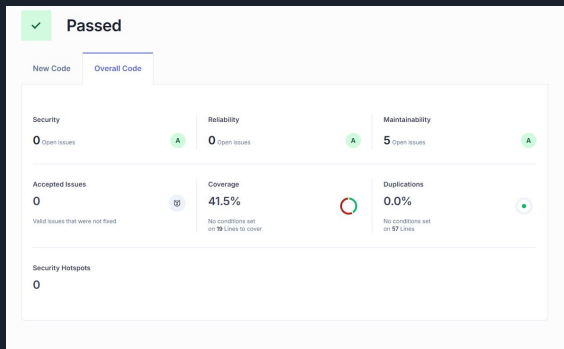 Passed
New Code
Overall Code
Security
0 Open issues
A
Reliability
0 Open issues
A
Maintainability
5 Open issues
A
Accepted Issues
0
Valid issues that were not fixed
Coverage
41.5%
No conditions set
on 19 Lines to cover
Duplications
0.0%
No conditions set
on 57 Lines
Security Hotspots
0